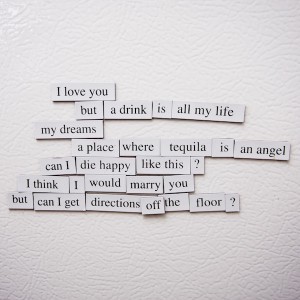 I love you
but a drink is all my life
my dreams
a place where tequila is an angel
can I die happy like this ?
I think I would marry you
but can I get directions off the floor ?